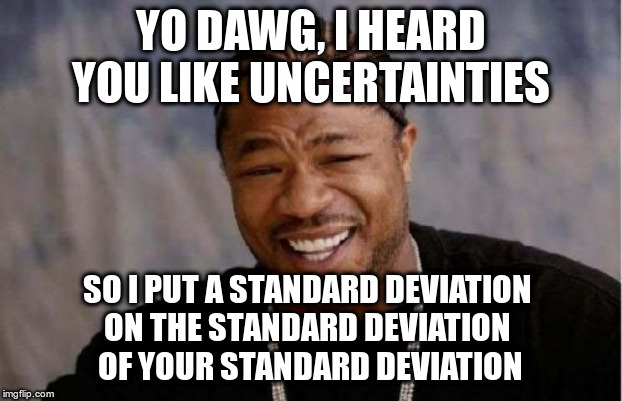 YO DAWG, I HEARD
YOU LIKE UNCERTAINTIES
SO I PUT A STANDARD DEVIATION
ON THE STANDARD DEVIATION
OF YOUR STANDARD DEVIATION
imgflip.com